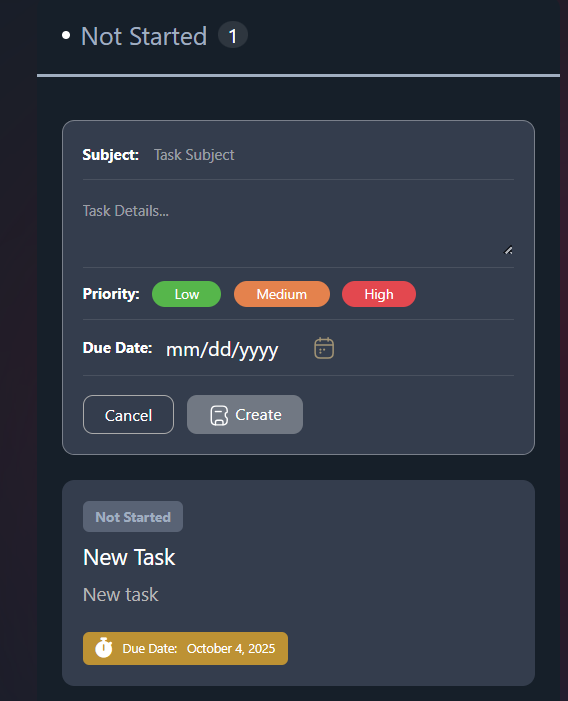 Not Started 1
Subject: Task Subject
Task Details...
Priority: Low Medium High
Due Date: mm/dd/yyyy
Cancel Create
Not Started
New Task
New task
Due Date: October 4, 2025